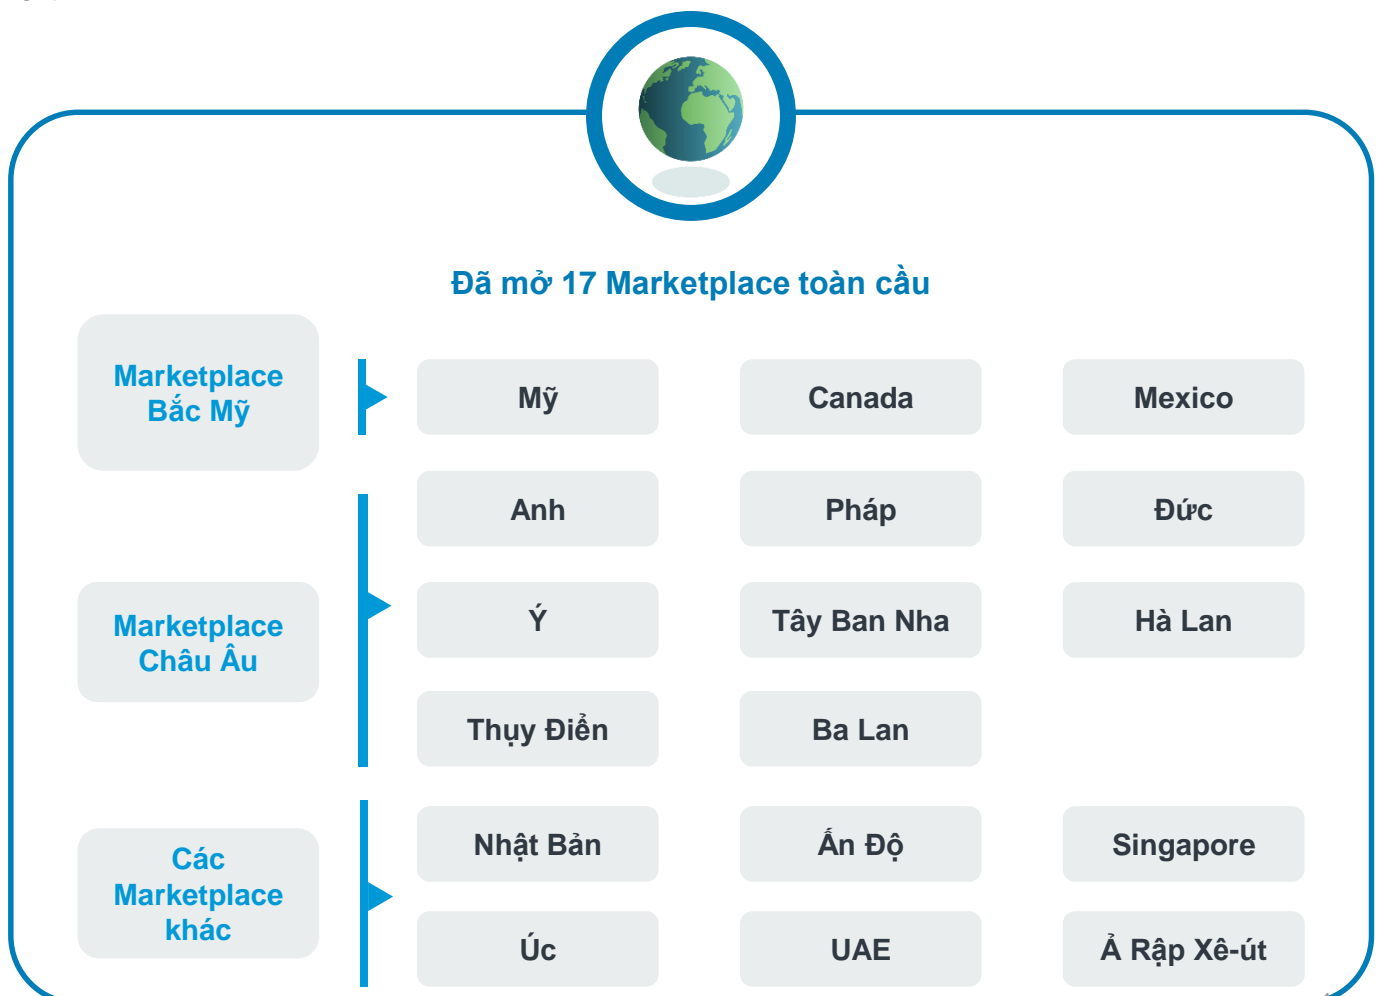 Đã mở 17 Marketplace toàn cầu
Marketplace
Bắc Mỹ
Mỹ
Canada
Mexico
Marketplace
Châu Âu
Anh
Pháp
Đức
Ý
Tây Ban Nha
Hà Lan
Thụy Điển
Ba Lan
Các
Marketplace
khác
Nhật Bản
Ấn Độ
Singapore
Úc
UAE
Ả Rập Xê-út